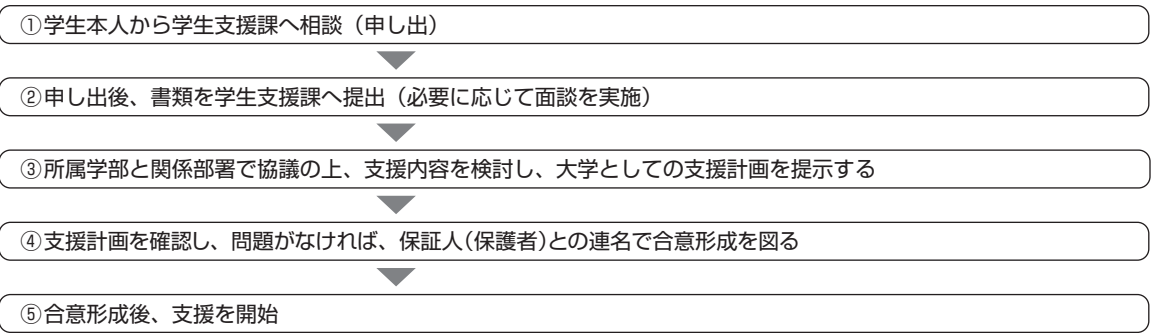 ①学生本人から学生支援課へ相談（申し出）
②申し出後、書類を学生支援課へ提出（必要に応じて面談を実施）
③所属学部と関係部署で協議の上、支援内容を検討し、大学としての支援計画を提示する
④支援計画を確認し、問題がなければ、保証人（保護者）との連名で合意形成を図る
⑤合意形成後、支援を開始